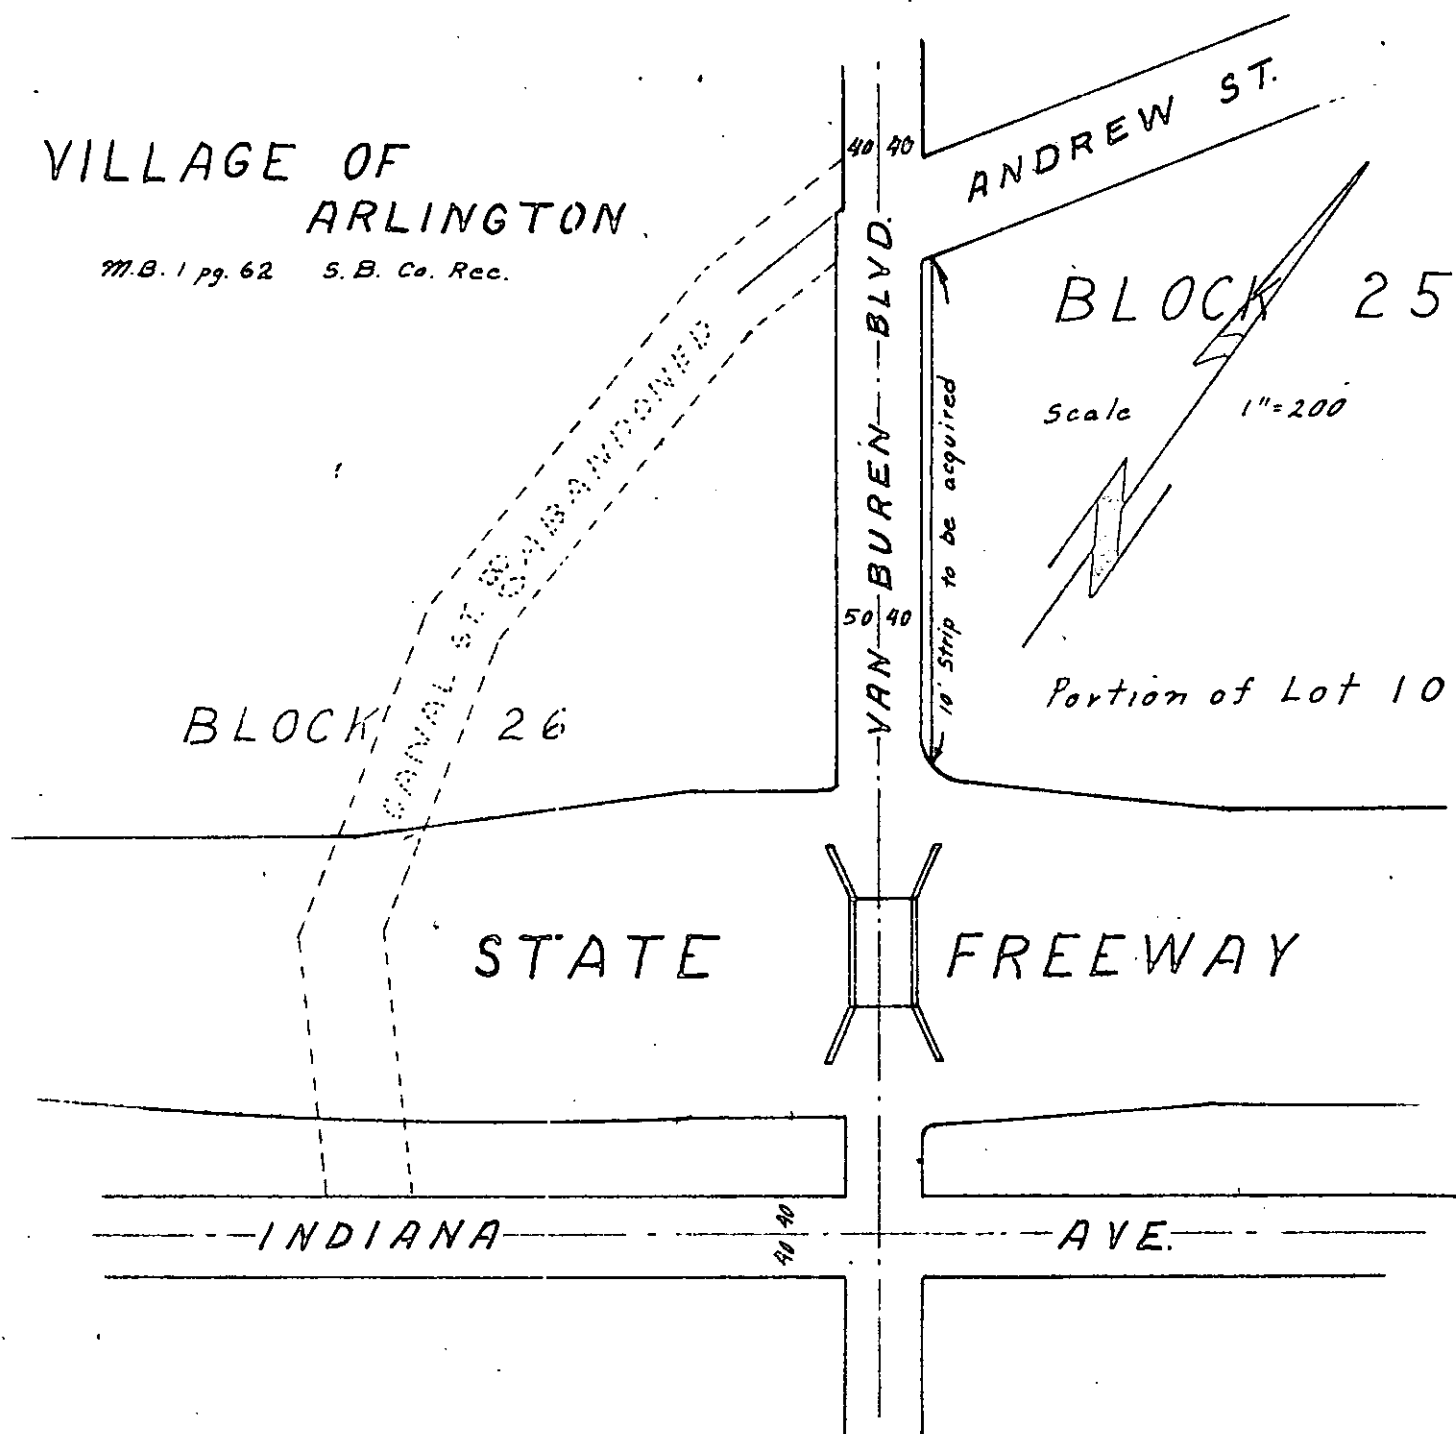 VILLAGE OF
ARLINGTON
M.B. 1 pg. 62 S.B. Co. Rec.
40 40
ANDREW ST.
BLOCK 25
Scale 1"=200'
CANAL ST. ABANDONED
VAN BUREN BLVD.
10' Strip to be acquired
50 40
Portion of Lot 10
BLOCK 26
STATE FREEWAY
40
40
INDIANA AVE.